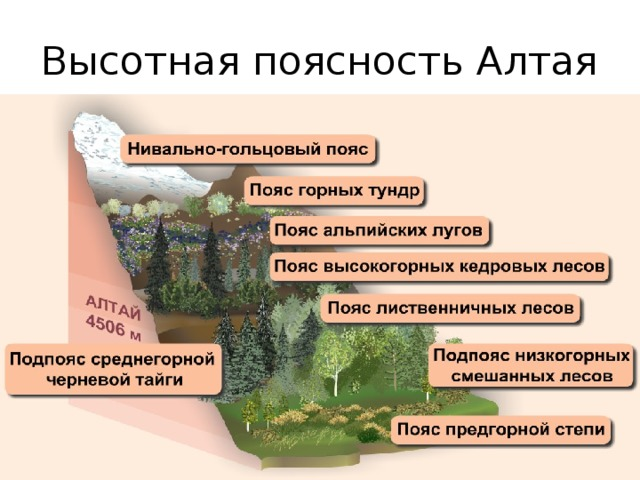 Высотная поясность Алтая
Нивально-гольцовый пояс
Пояс горных тундр
Пояс альпийских лугов
Пояс высокогорных кедровых лесов
Пояс лиственничных лесов
АЛТАЙ
4506 м
Подпояс среднегорной
черневой тайги
Подпояс низкогорных
смешанных лесов
Пояс предгорной степи